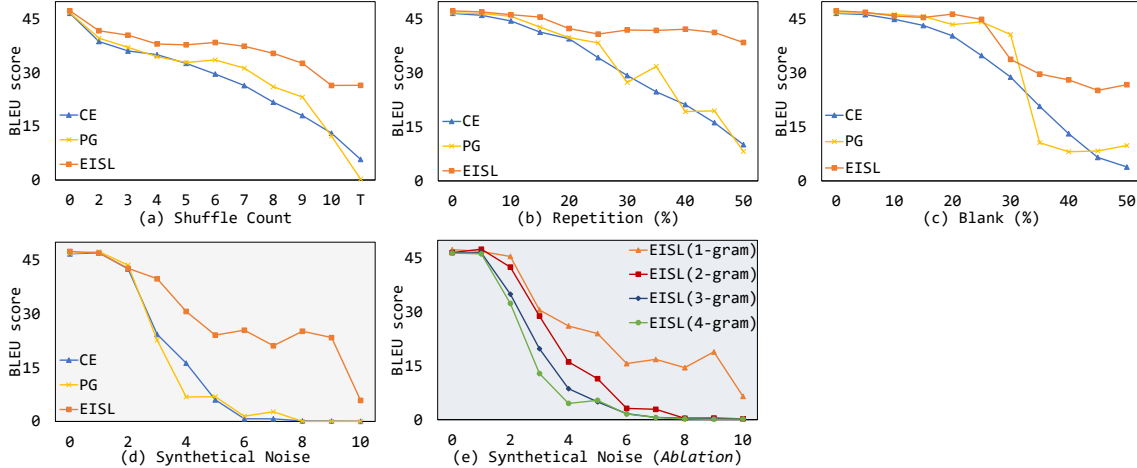 45
30
15
0
BLEU score
CE
PG
EISL
0 2 3 4 5 6 7 8 9 10 T
(a) Shuffle Count
45
30
15
0
BLEU score
CE
PG
EISL
0 10 20 30 40 50
(b) Repetition (%)
45
30
15
0
BLEU score
CE
PG
EISL
0 10 20 30 40 50
(c) Blank (%)
45
30
15
0
BLEU score
CE
PG
EISL
0 2 4 6 8 10
(d) Synthetical Noise
45
30
15
0
BLEU score
EISL(1-gram)
EISL(2-gram)
EISL(3-gram)
EISL(4-gram)
0 2 4 6 8 10
(e) Synthetical Noise (Ablation)